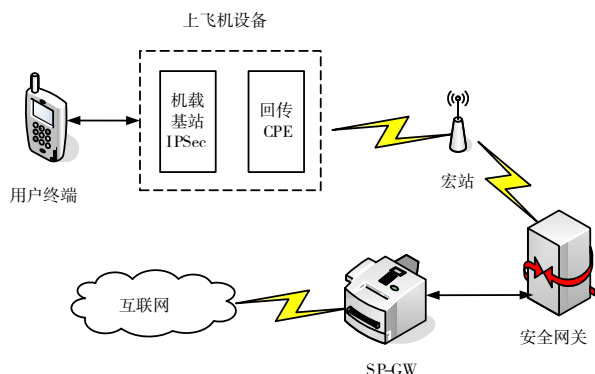 上飞机设备
机载
基站
IPSec
回传
CPE
用户终端
宏站
互联网
安全网关
SP-GW